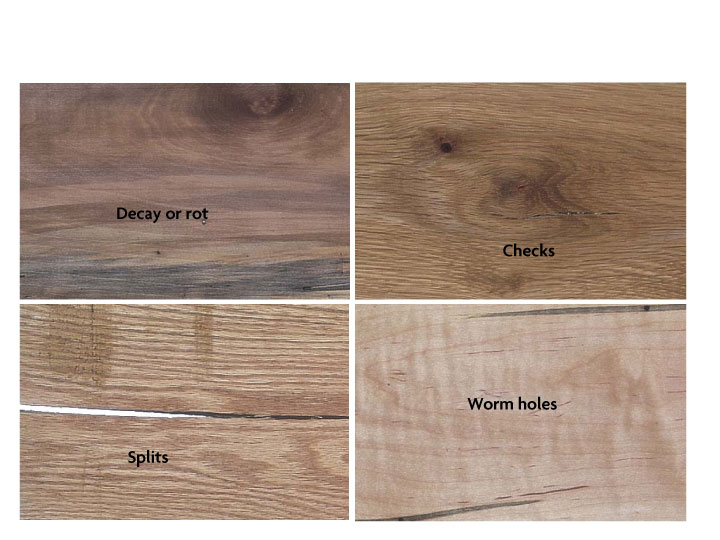 Decay or rot
Checks
Splits
Worm holes